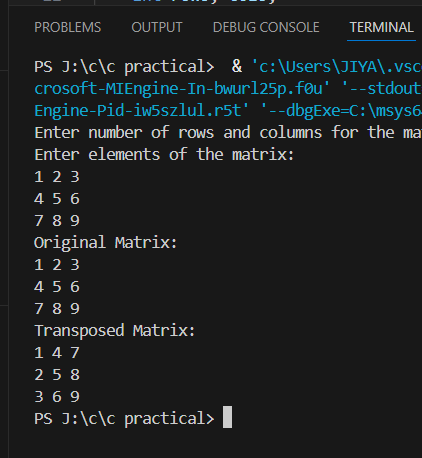 PROBLEMS OUTPUT DEBUG CONSOLE TERMINAL
PS J:\c\c practical> & 'c:\Users\JIYA\.vsc
crosoft-MIEngine-In-bwurl25p.f0u' '--stdout
Engine-Pid-iw5szlul.r5t' '--dbgExe=C:\msys6
Enter number of rows and columns for the ma
Enter elements of the matrix:
1 2 3
4 5 6
7 8 9
Original Matrix:
1 2 3
4 5 6
7 8 9
Transposed Matrix:
1 4 7
2 5 8
3 6 9
PS J:\c\c practical>